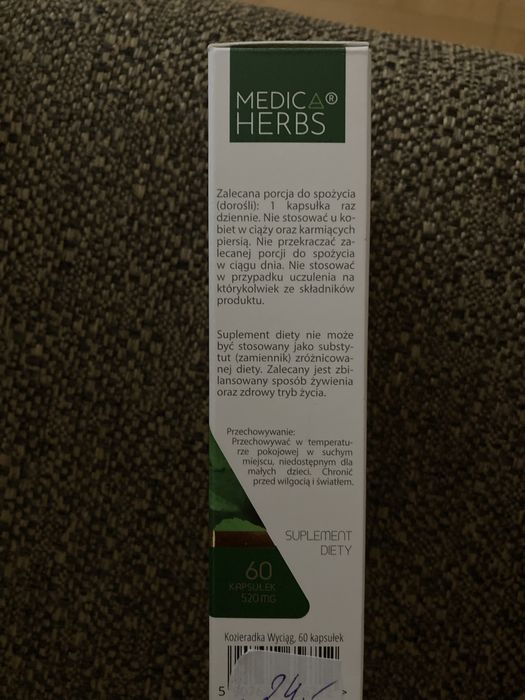 MEDICA®
HERBS
Zalecana porcja do spożycia
(dorośli): 1 kapsułka raz
dziennie. Nie stosować u ko-
biet w ciąży oraz karmiących
piersią. Nie przekraczać za-
lecanej porcji do spożycia
w ciągu dnia. Nie stosować
w przypadku uczulenia na
którykolwiek ze składników
produktu.
Suplement diety nie może
być stosowany jako substy-
tut (zamiennik) zróżnicowa-
nej diety. Zalecany jest zbi-
lansowany sposób żywienia
oraz zdrowy tryb życia.
Przechowywanie:
Przechowywać w temperatu-
rze pokojowej w suchym
miejscu, niedostępnym dla
małych dzieci. Chronić
przed wilgocią i światłem.
SUPLEMENT
DIETY
60
KAPSUŁEK
520 MG
Kozieradka Wyciąg, 60 kapsułek
5 >
24,-